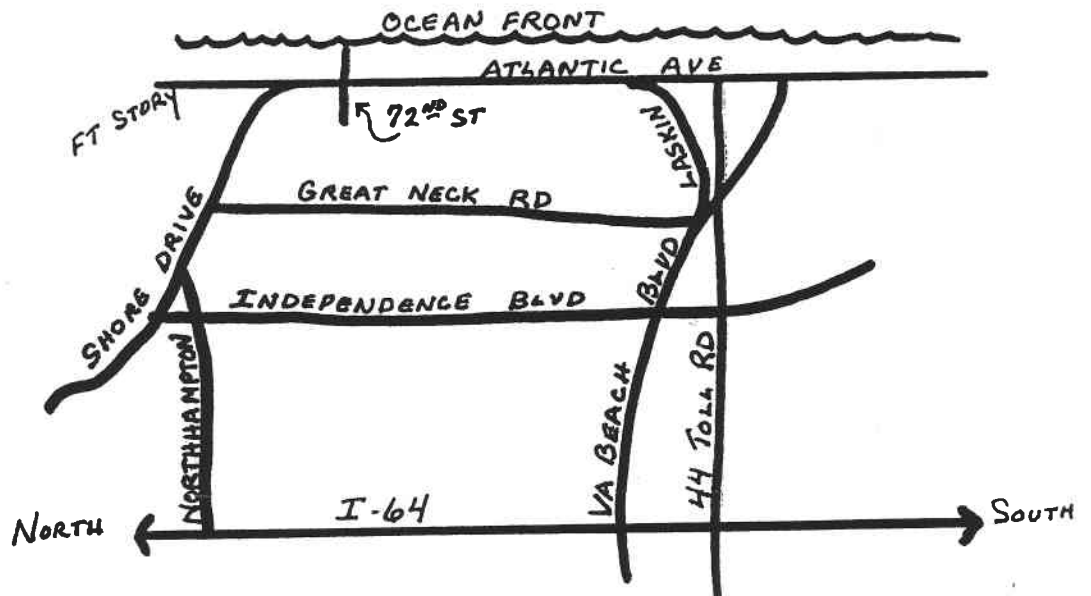 OCEAN FRONT
ATLANTIC AVE
FT STORY
72ND ST
LASKIN
GREAT NECK RD
SHORE DRIVE
INDEPENDENCE BLVD
NORTHHAMPTON
VA BEACH BLVD
44 TOLL RD
I-64
NORTH
SOUTH